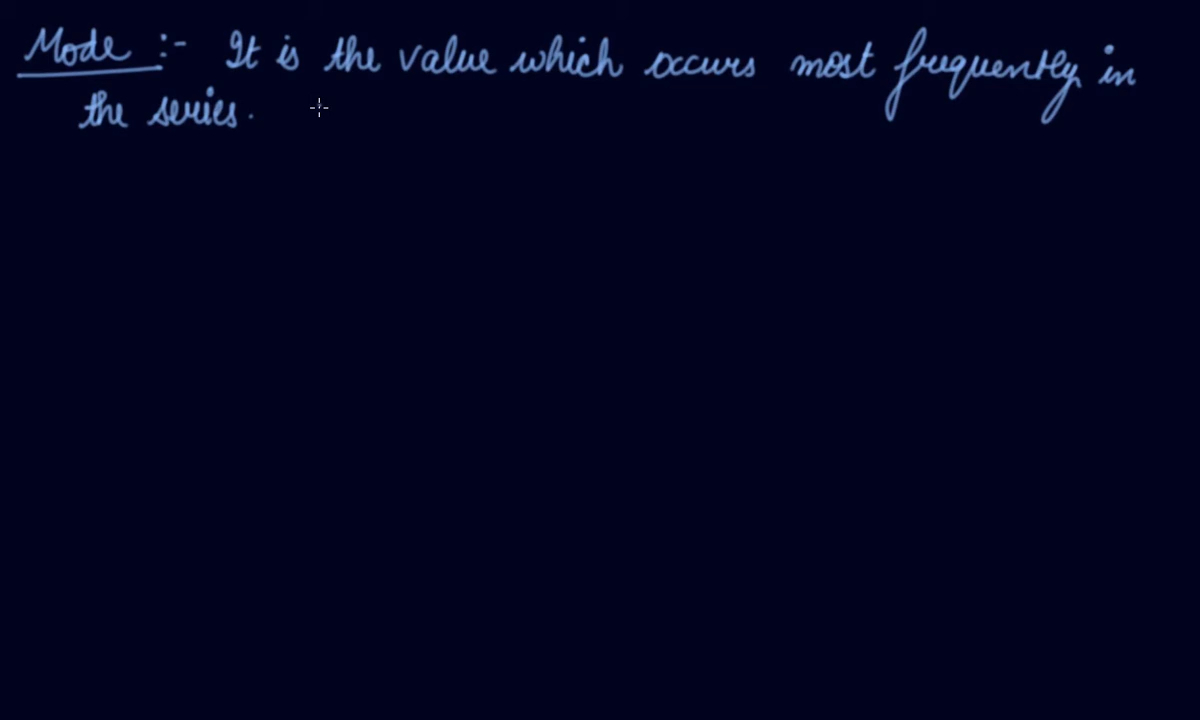 Mode :- It is the value which occurs most frequently in
the series.